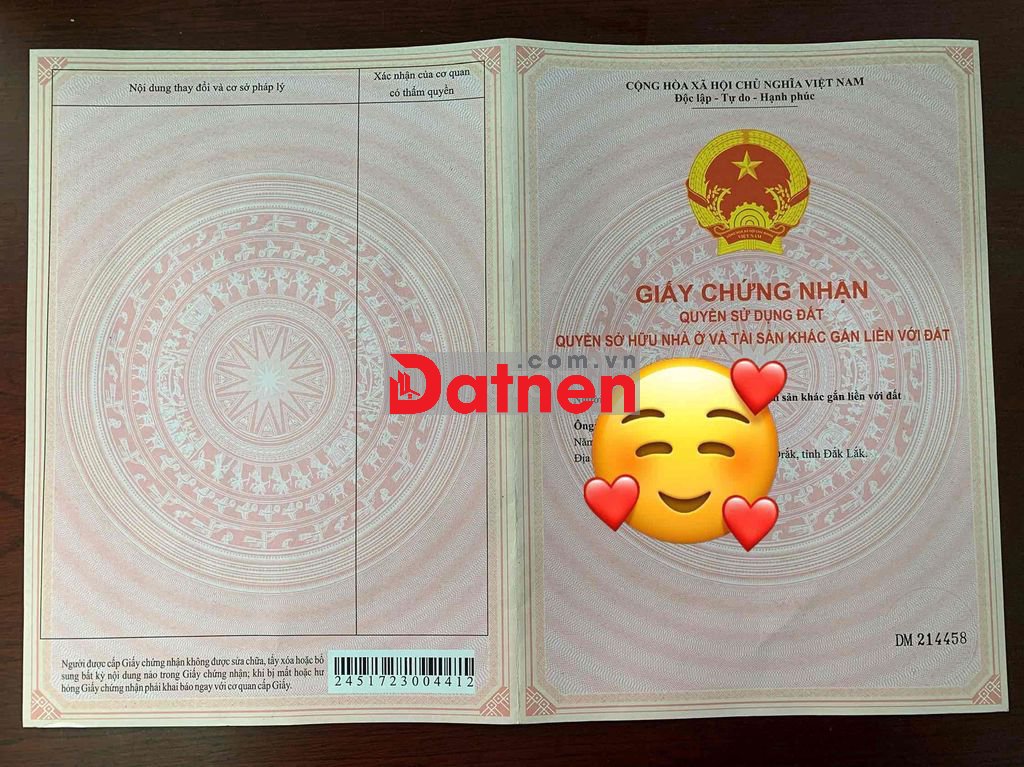 Nội dung thay đổi và cơ sở pháp lý
Xác nhận của cơ quan
có thẩm quyền
Người được cấp Giấy chứng nhận không được sửa chữa, tẩy xóa hoặc bổ
sung bất kỳ nội dung nào trong Giấy chứng nhận; khi bị mất hoặc hư
hỏng Giấy chứng nhận phải khai báo ngay với cơ quan cấp Giấy.
2451723004412
CỘNG HÒA XÃ HỘI CHỦ NGHĨA VIỆT NAM
Độc lập - Tự do - Hạnh phúc
VIỆT NAM
GIẤY CHỨNG NHẬN
QUYỀN SỬ DỤNG ĐẤT
QUYỀN SỞ HỮU NHÀ Ở VÀ TÀI SẢN KHÁC GẮN LIỀN VỚI ĐẤT
.com.vn
Datnen
sản khác gắn liền với đất
Ông
Năm
Địa Drắk, tỉnh Đăk Lắk.
DM 214458